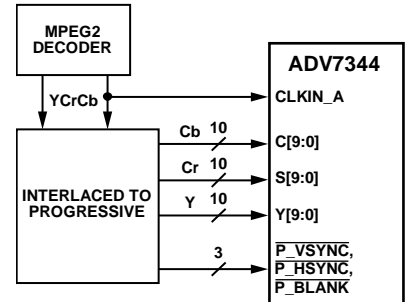 MPEG2
DECODER
YCrCb
INTERLACED TO
PROGRESSIVE
Cb 10
Cr 10
Y 10
3
ADV7344
CLKIN_A
C[9:0]
S[9:0]
Y[9:0]
P_VSYNC,
P_HSYNC,
P_BLANK